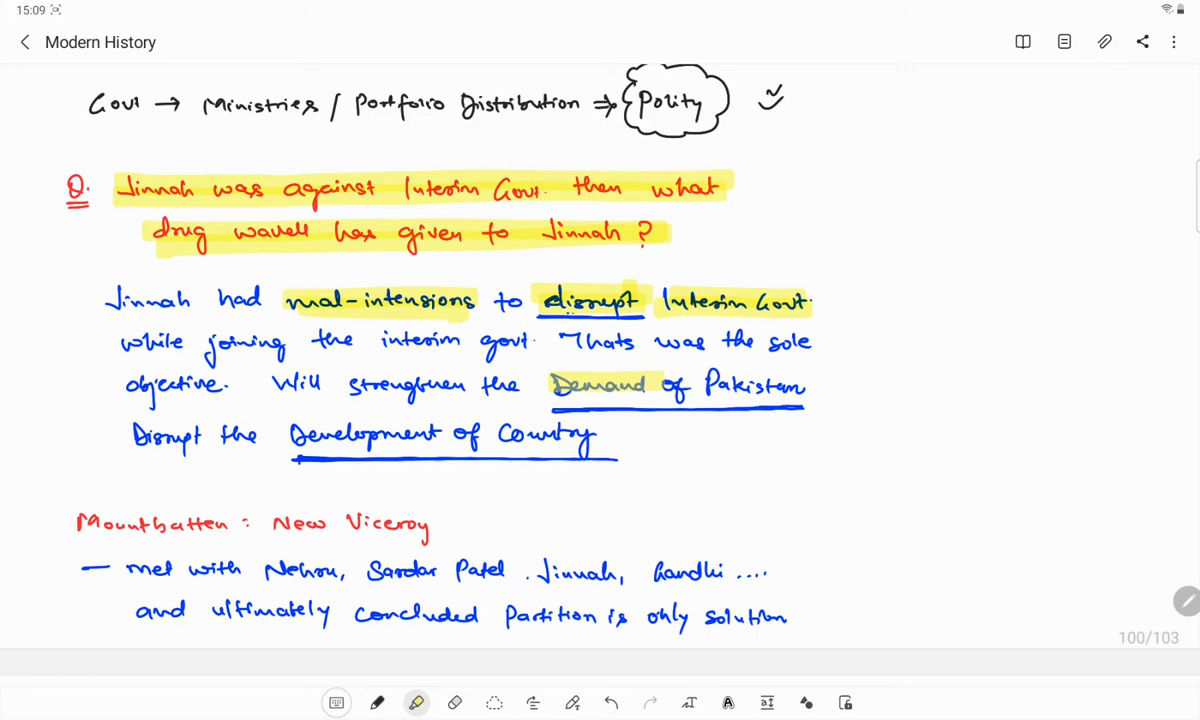 15:09
Modern History
Govt → Ministries / Portfolio Distribution ⇒ Polity
Q. Jinnah was against Interim Govt. then what
drug wavell has given to Jinnah ?
Jinnah had mal-intensions to disrupt Interim Govt.
while joining the interim govt. Thats was the sole
objective. Will strengthen the Demand of Pakistan
Disrupt the Development of Country
Mountbatten : New Viceroy
— met with Nehru, Sardar Patel . Jinnah, Gandhi ....
and ultimately concluded Partition is only solution
100/103